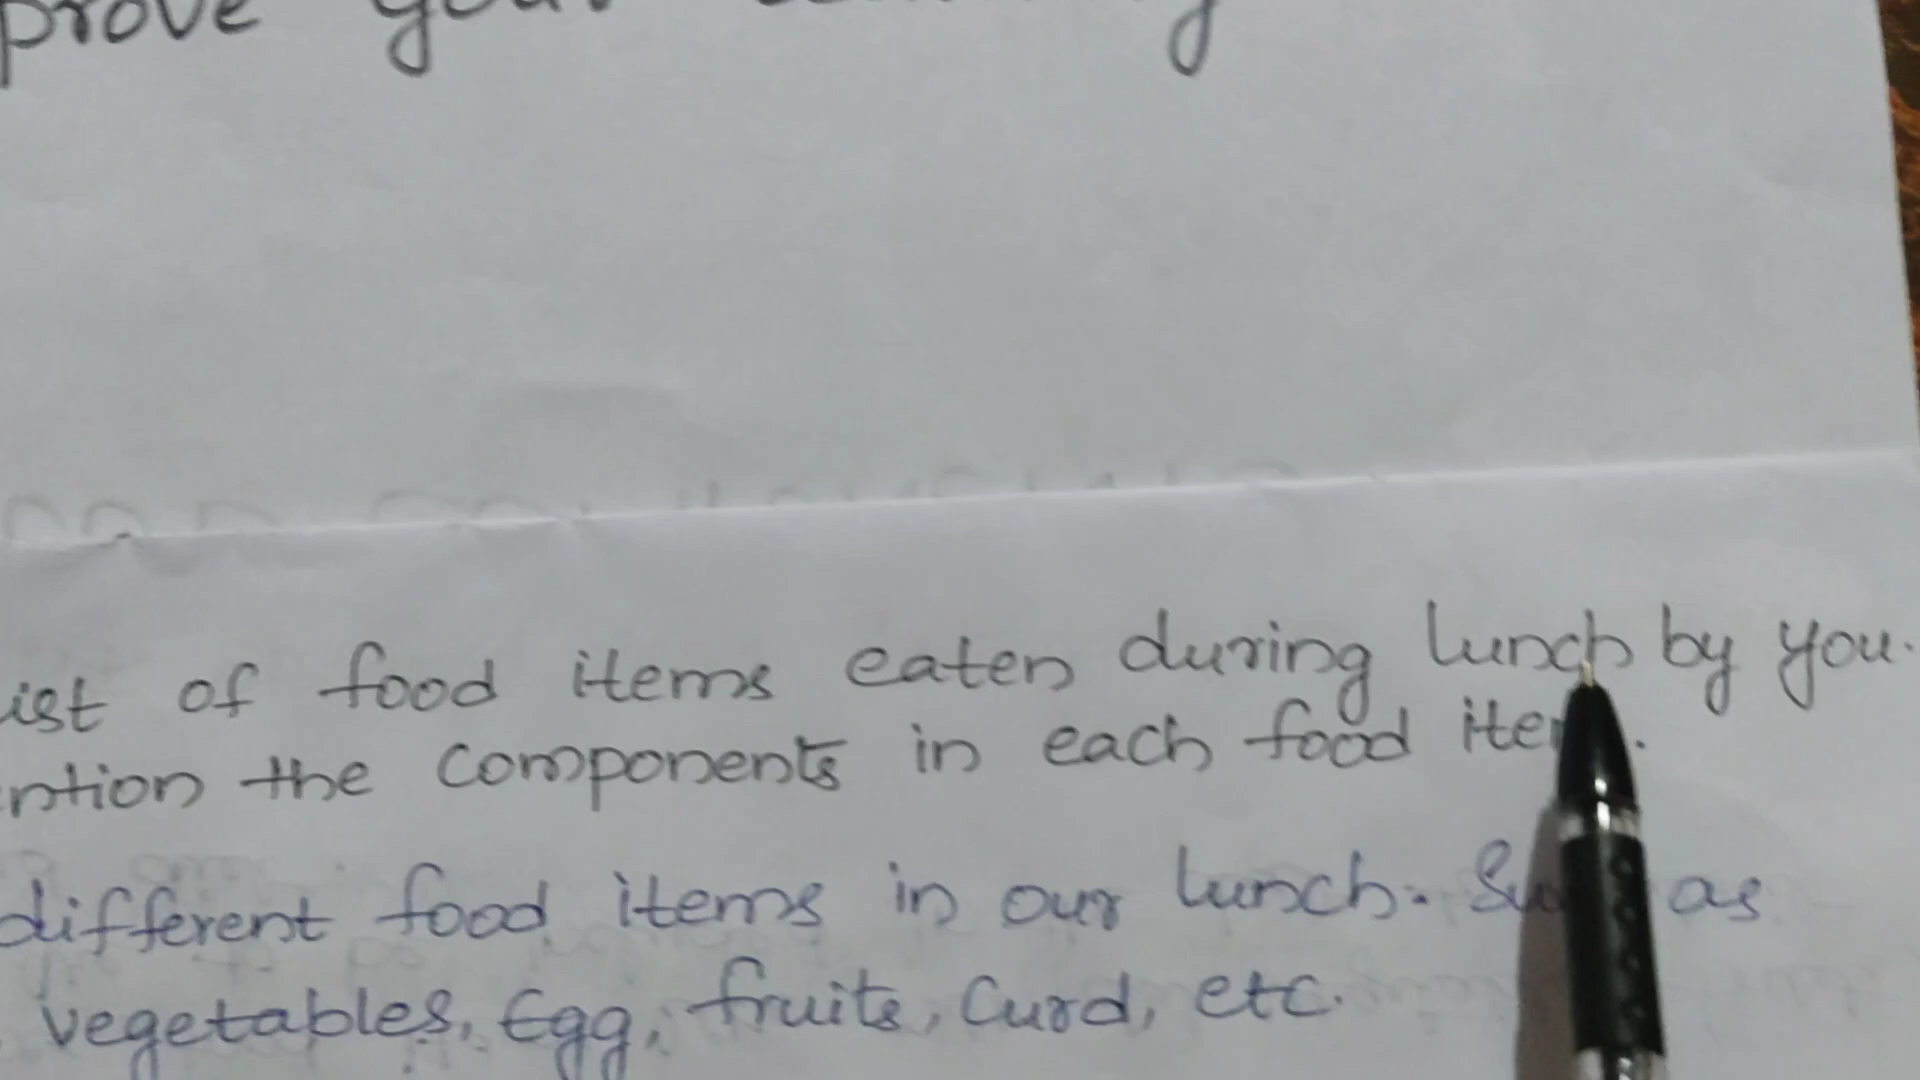 prove your
ist of food items eaten during lunch by you.
ntion the components in each food
different food items in our lunch. as
vegetables, Egg, fruits, Curd, etc.